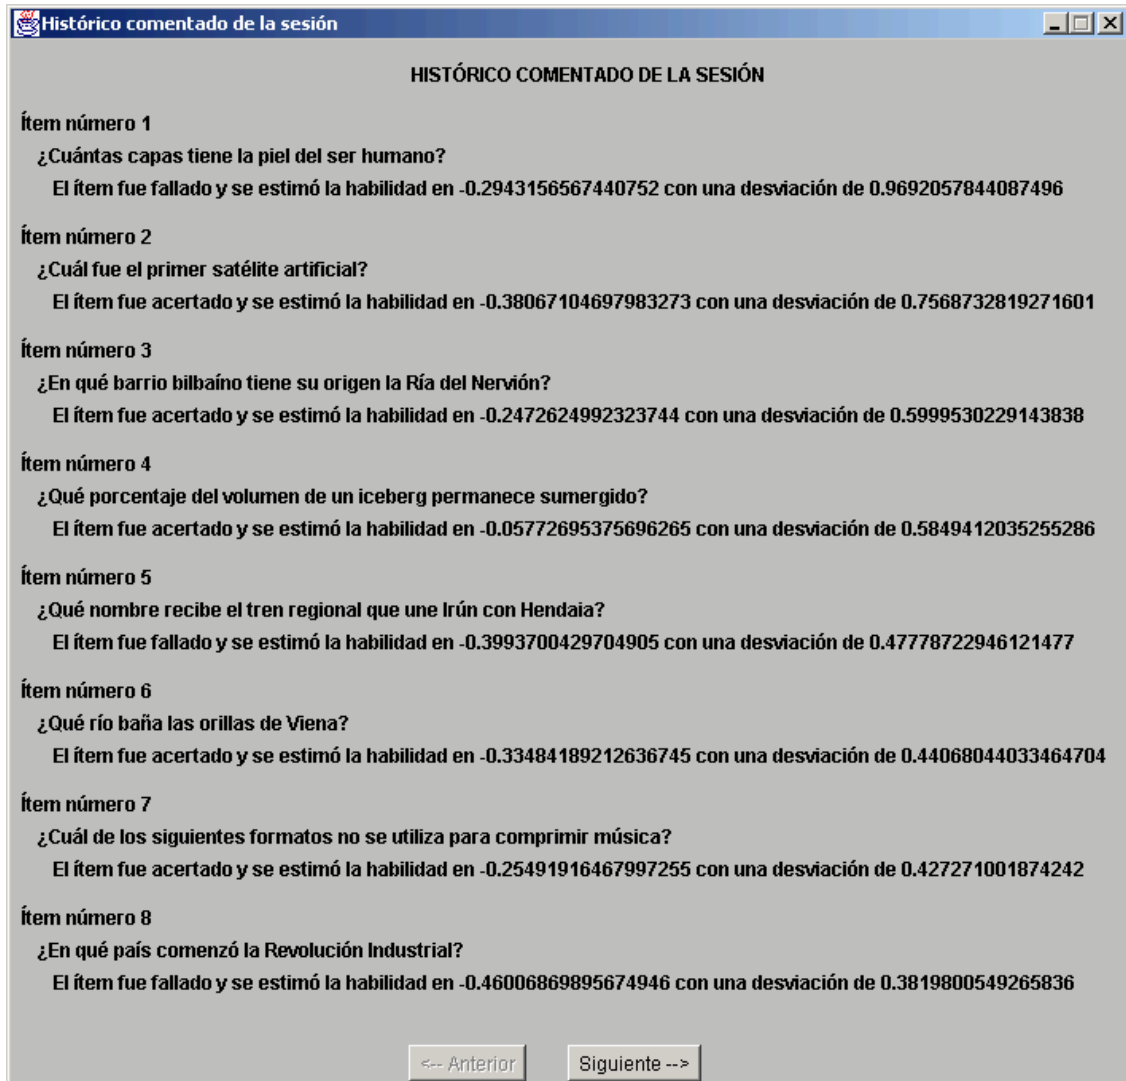 Histórico comentado de la sesión
HISTÓRICO COMENTADO DE LA SESIÓN
Ítem número 1
¿Cuántas capas tiene la piel del ser humano?
El ítem fue fallado y se estimó la habilidad en -0.2943156567440752 con una desviación de 0.9692057844087496
Ítem número 2
¿Cuál fue el primer satélite artificial?
El ítem fue acertado y se estimó la habilidad en -0.38067104697983273 con una desviación de 0.7568732819271601
Ítem número 3
¿En qué barrio bilbaíno tiene su origen la Ría del Nervión?
El ítem fue acertado y se estimó la habilidad en -0.2472624992323744 con una desviación de 0.5999530229143838
Ítem número 4
¿Qué porcentaje del volumen de un iceberg permanece sumergido?
El ítem fue acertado y se estimó la habilidad en -0.05772695375696265 con una desviación de 0.5849412035255286
Ítem número 5
¿Qué nombre recibe el tren regional que une Irún con Hendaia?
El ítem fue fallado y se estimó la habilidad en -0.3993700429704905 con una desviación de 0.47778722946121477
Ítem número 6
¿Qué río baña las orillas de Viena?
El ítem fue acertado y se estimó la habilidad en -0.33484189212636745 con una desviación de 0.44068044033464704
Ítem número 7
¿Cuál de los siguientes formatos no se utiliza para comprimir música?
El ítem fue acertado y se estimó la habilidad en -0.25491916467997255 con una desviación de 0.427271001874242
Ítem número 8
¿En qué país comenzó la Revolución Industrial?
El ítem fue fallado y se estimó la habilidad en -0.46006869895674946 con una desviación de 0.3819800549265836
<-- Anterior Siguiente -->